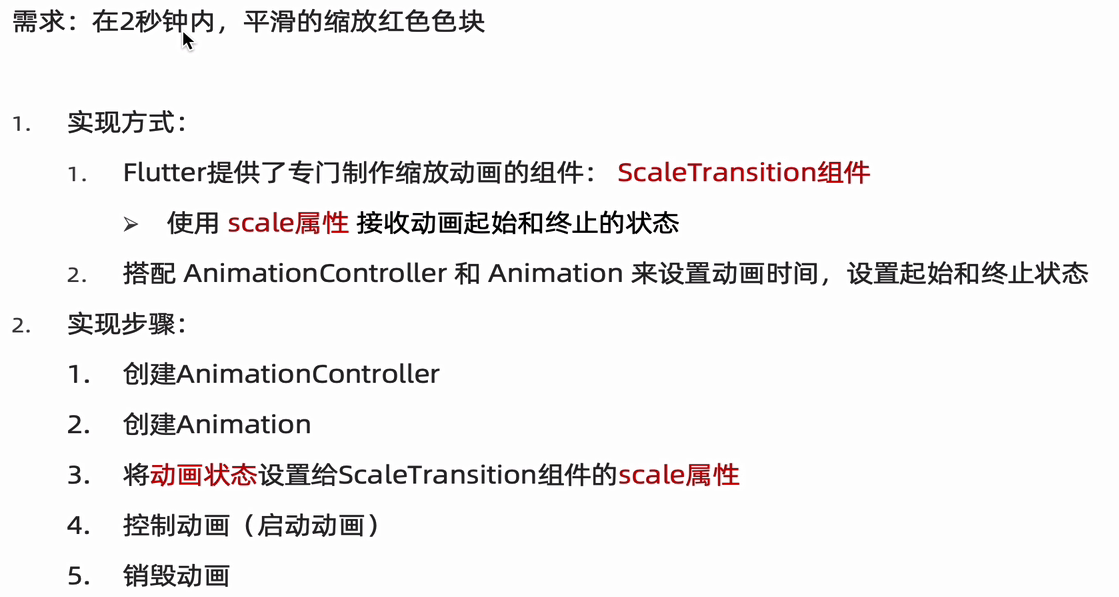 需求：在2秒钟内，平滑的缩放红色色块
1. 实现方式：
1. Flutter提供了专门制作缩放动画的组件： ScaleTransition组件
➢ 使用 scale属性 接收动画起始和终止的状态
2. 搭配 AnimationController 和 Animation 来设置动画时间，设置起始和终止状态
2. 实现步骤：
1. 创建AnimationController
2. 创建Animation
3. 将动画状态设置给ScaleTransition组件的scale属性
4. 控制动画（启动动画）
5. 销毁动画